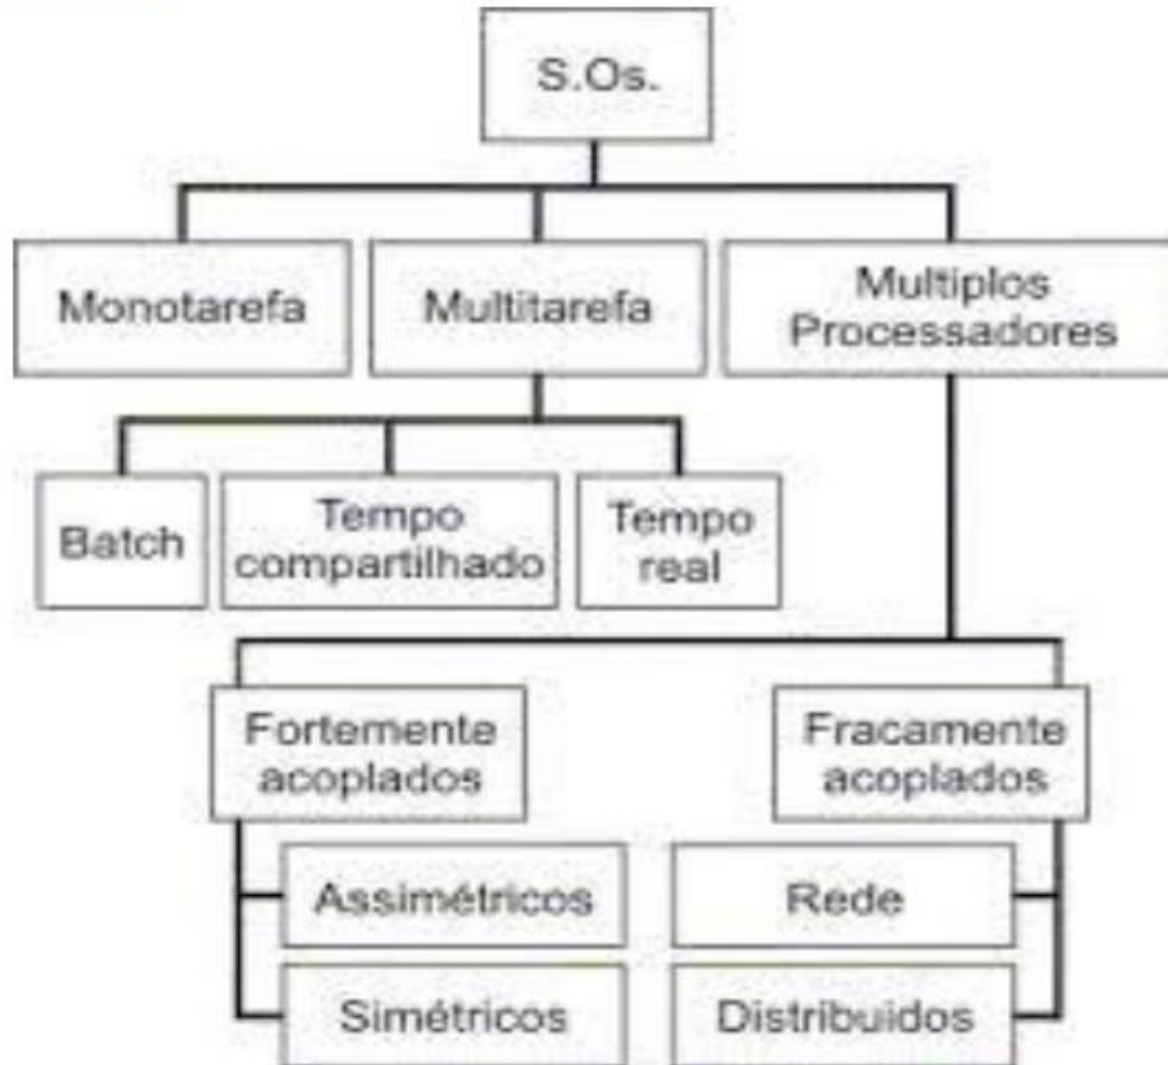 S.Os.
Monotarefa
Multitarefa
Multiplos
Processadores
Batch
Tempo
compartilhado
Tempo
real
Fortemente
acoplados
Fracamente
acoplados
Assimétricos
Rede
Simétricos
Distribuidos